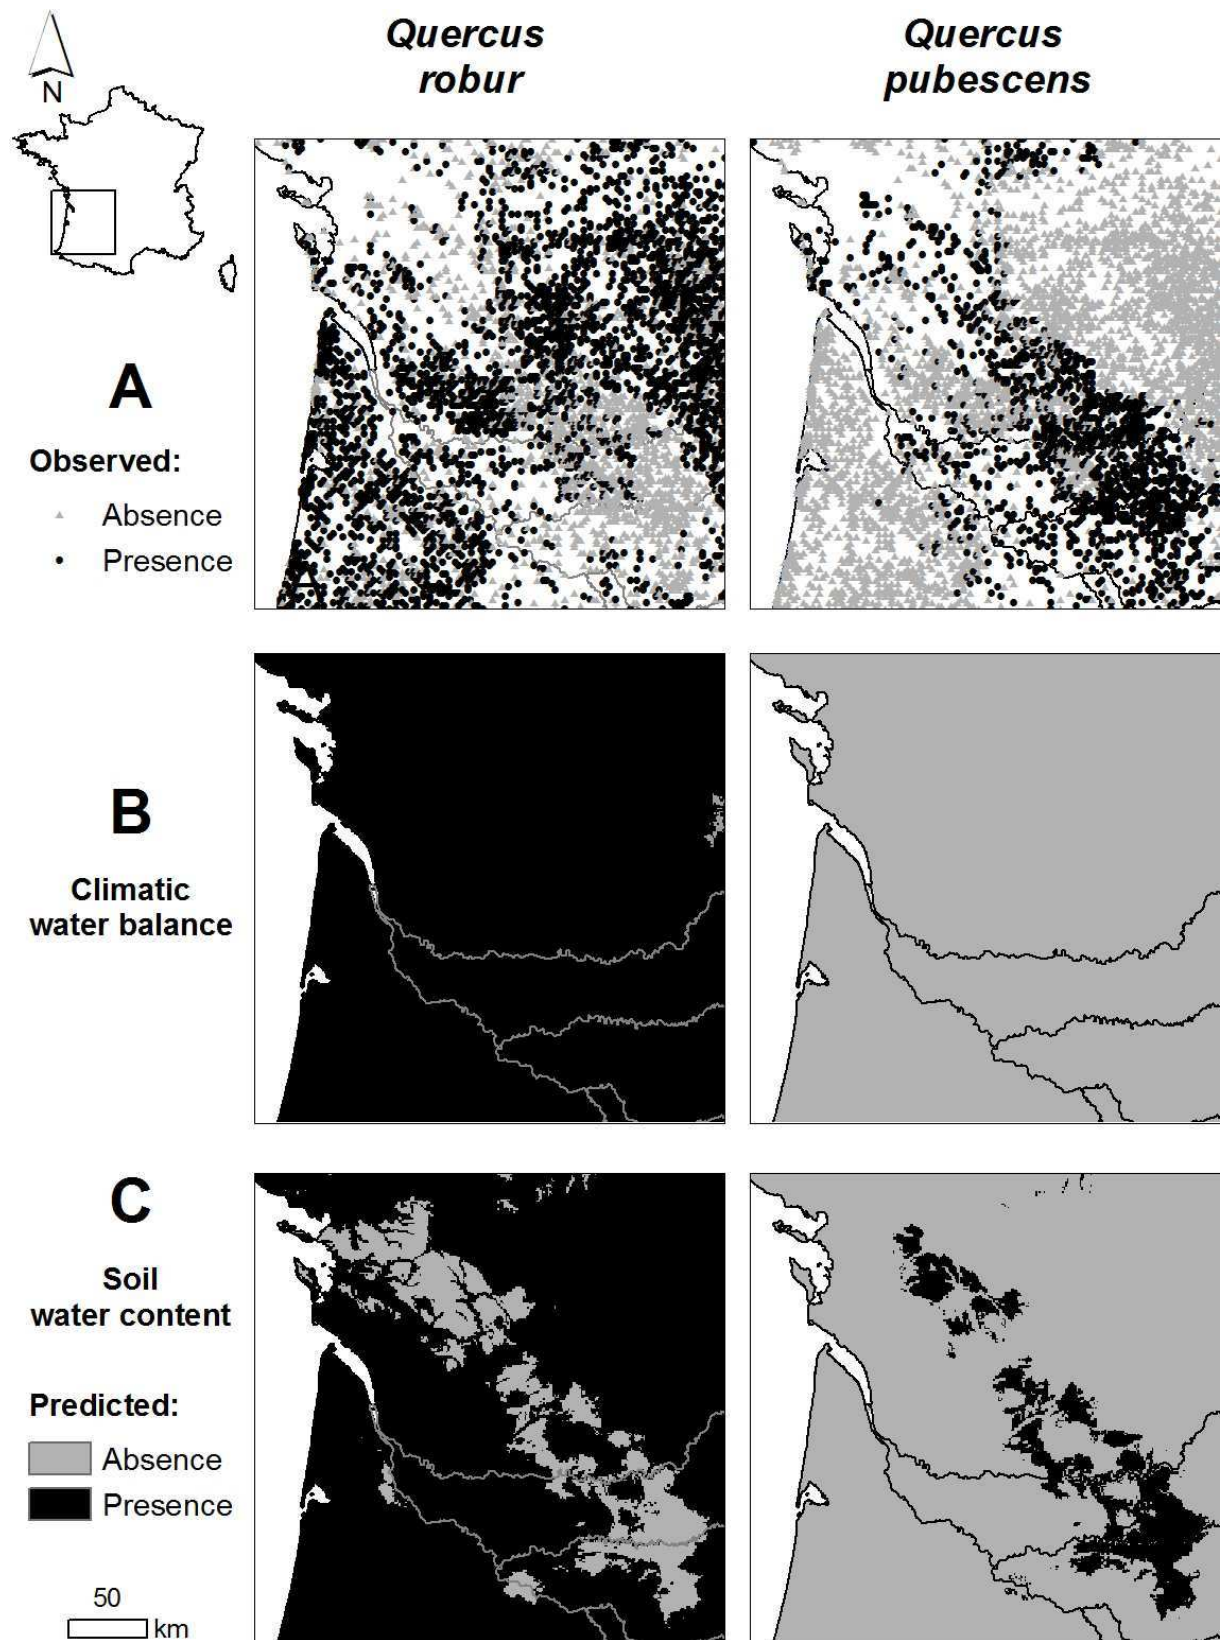 Quercus
robur
Quercus
pubescens
N
A
Observed:
Absence
Presence
B
Climatic
water balance
C
Soil
water content
Predicted:
Absence
Presence
50
km